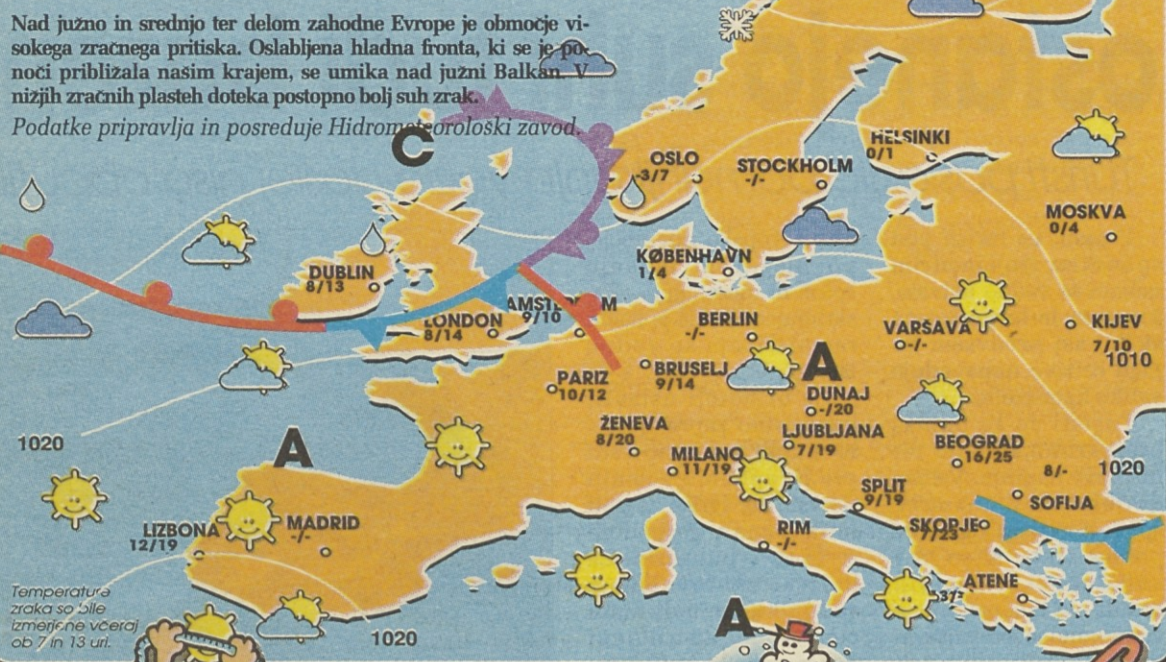 Nad južno in srednjo ter delom zahodne Evrope je območje vi-
sokega zračnega pritiska. Oslabljena hladna fronta, ki se je po-
noči približala našim krajem, se umika nad južni Balkan. V
nižjih zračnih plasteh doteka postopno bolj suh zrak.
Podatke pripravlja in posreduje Hidrometeorološki zavod.
C
HELSINKI
0/1
OSLO
-3/7
STOCKHOLM
-/-
MOSKVA
0/4
KØBENHAVN
1/4
DUBLIN
8/13
9/10
LONDON
8/14
BERLIN
-/-
VARŠAVA
-/-
KIJEV
7/10
1010
BRUSELJ
9/14
A
PARIZ
10/12
DUNAJ
-/20
ŽENEVA
8/20
LJUBLJANA
7/19
1020
A
MILANO
11/19
BEOGRAD
16/25
8/-
1020
SOFIJA
SPLIT
9/19
LIZBONA
12/19
MADRID
-/-
RIM
-/-
SKOPJE
7/23
ATENE
Temperature
zraka so bile
izmerjene včeraj
ob 7 in 13 uri.
1020
A